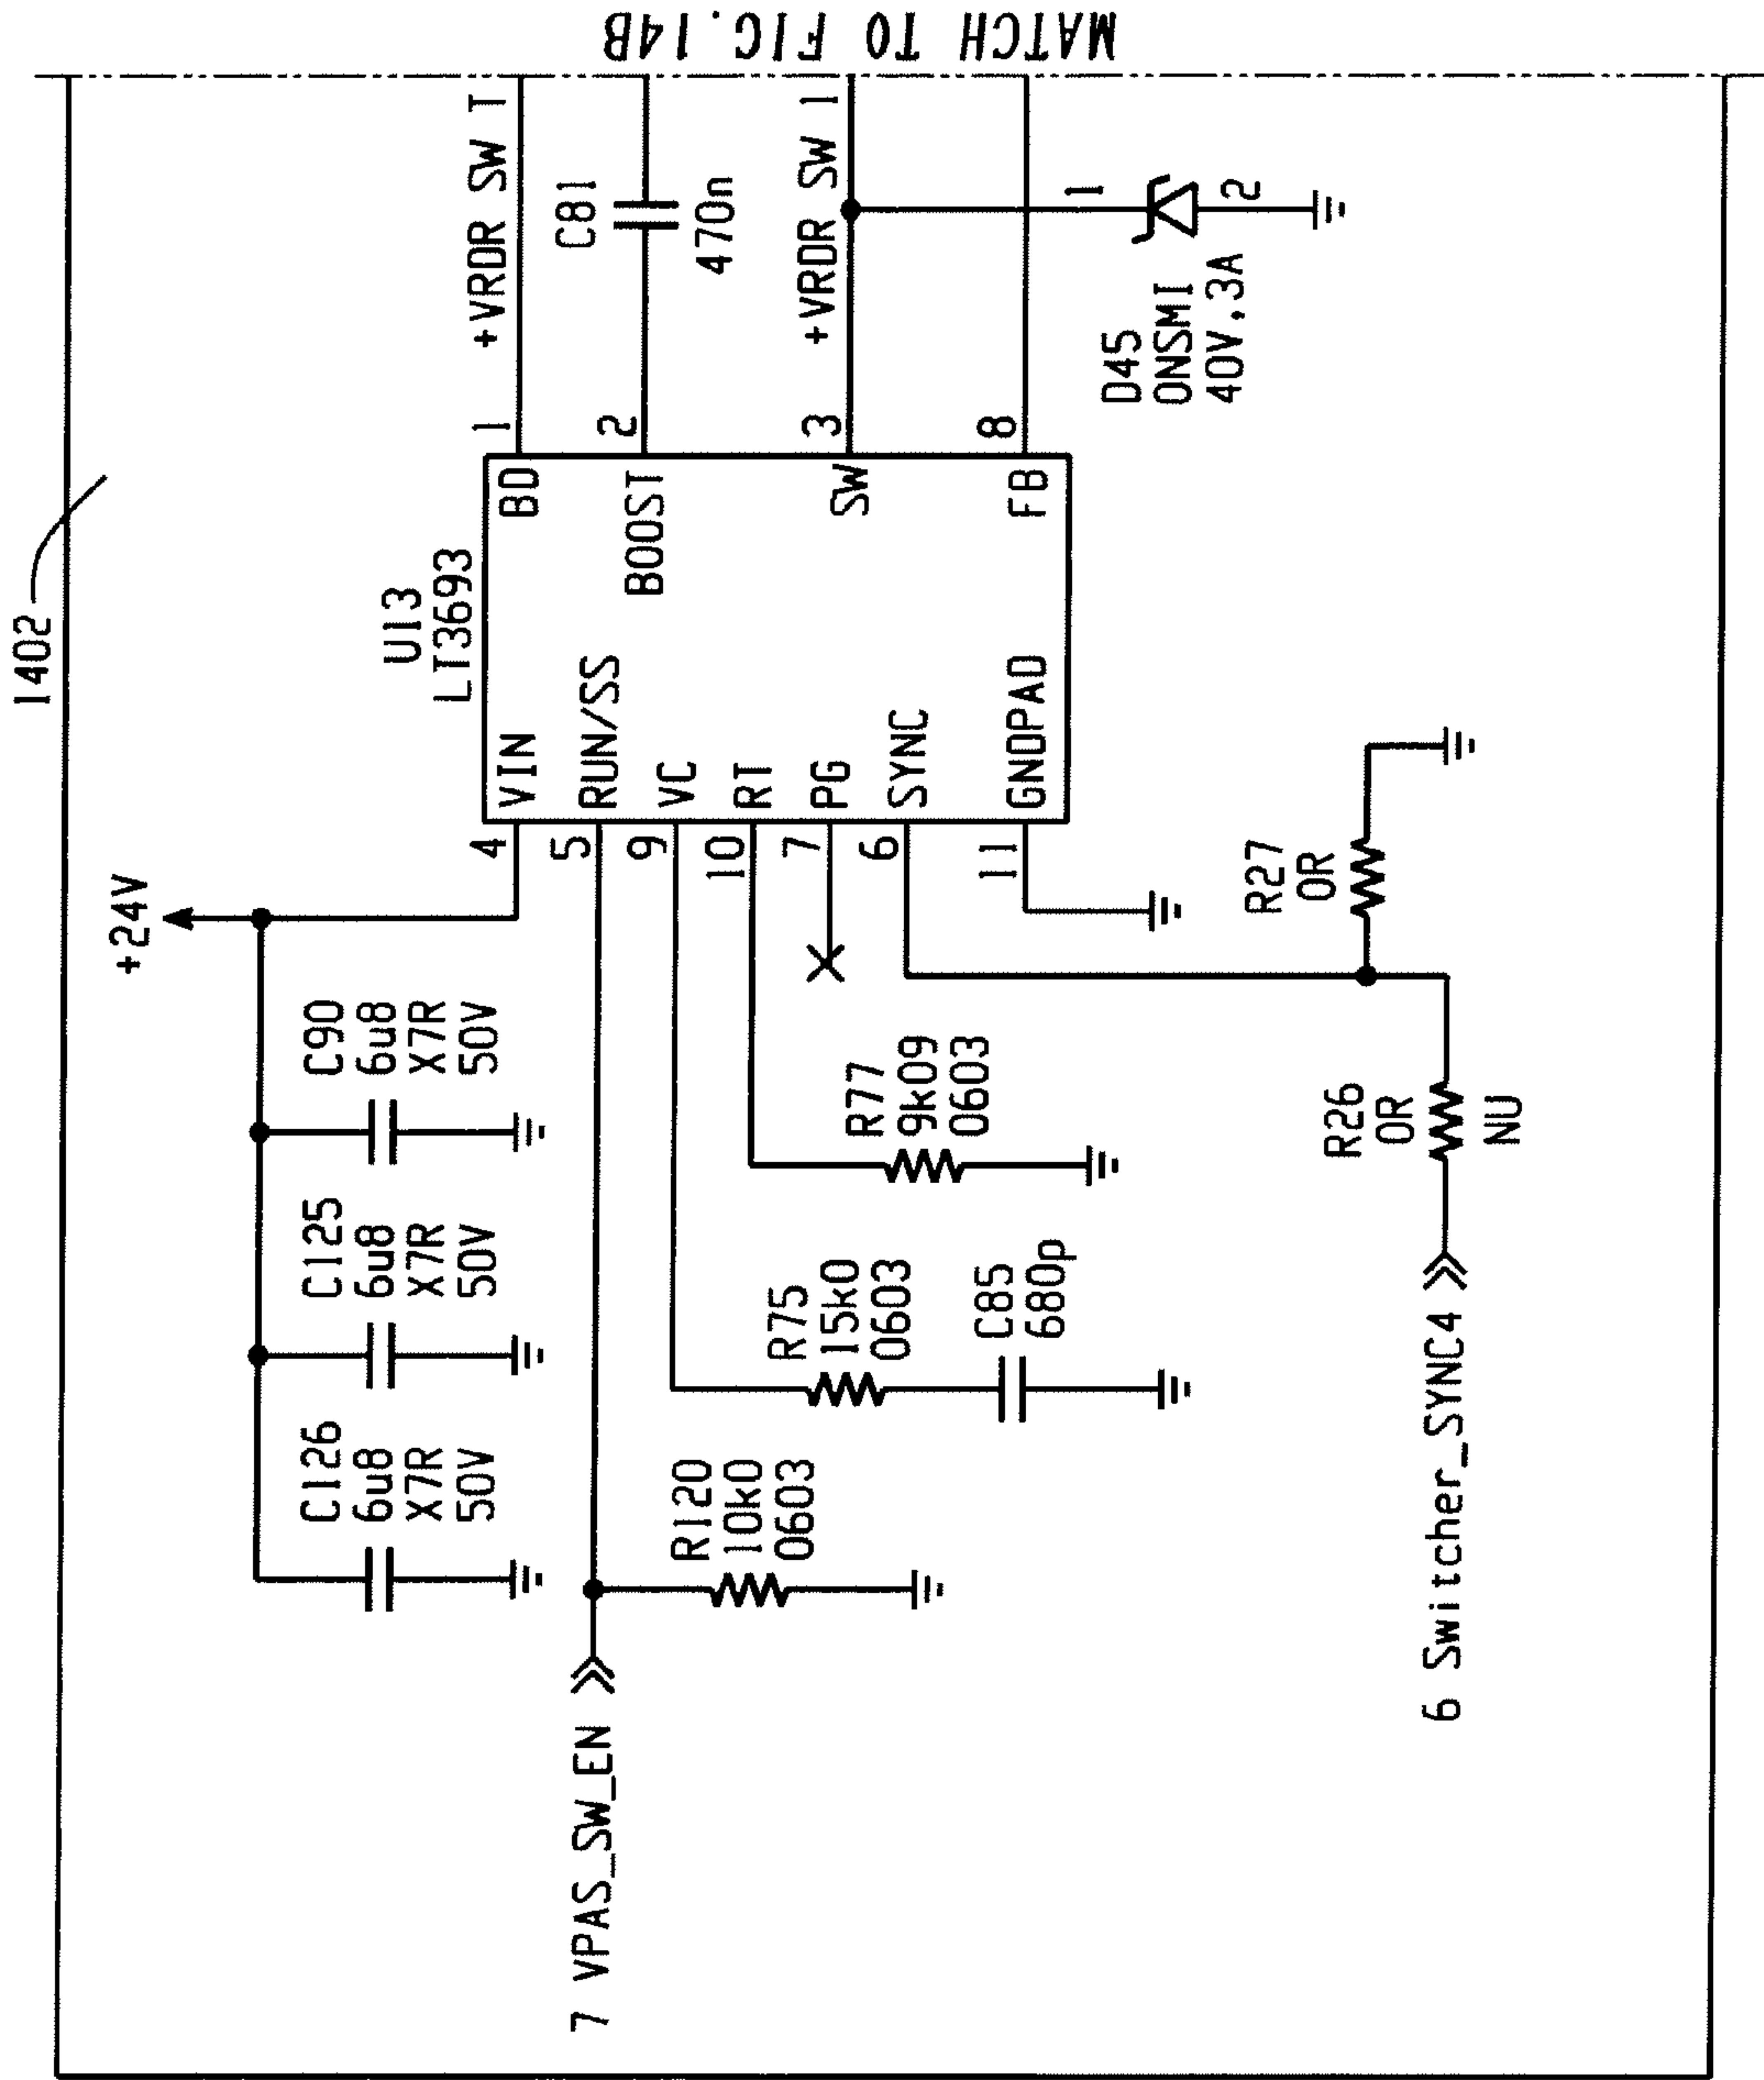 1402
+24V
C126
6u8
X7R
50V
C125
6u8
X7R
50V
C90
6u8
X7R
50V
U13
LT3693
4
VIN
5
RUN/SS
9
VC
10
RT
7
PG
6
SYNC
11
GNDPAD
BD
1
BOOST
2
SW
3
FB
8
+VRDR SW T
C81
470n
+VRDR SW 1
1
2
D45
ONSMI
40V.3A
7 VPAS_SW_EN
R120
10k0
0603
R75
15k0
0603
C85
680p
R77
9k09
0603
R27
0R
R26
0R
NU
6 Switcher_SYNC4
MATCH TO FIG.14B